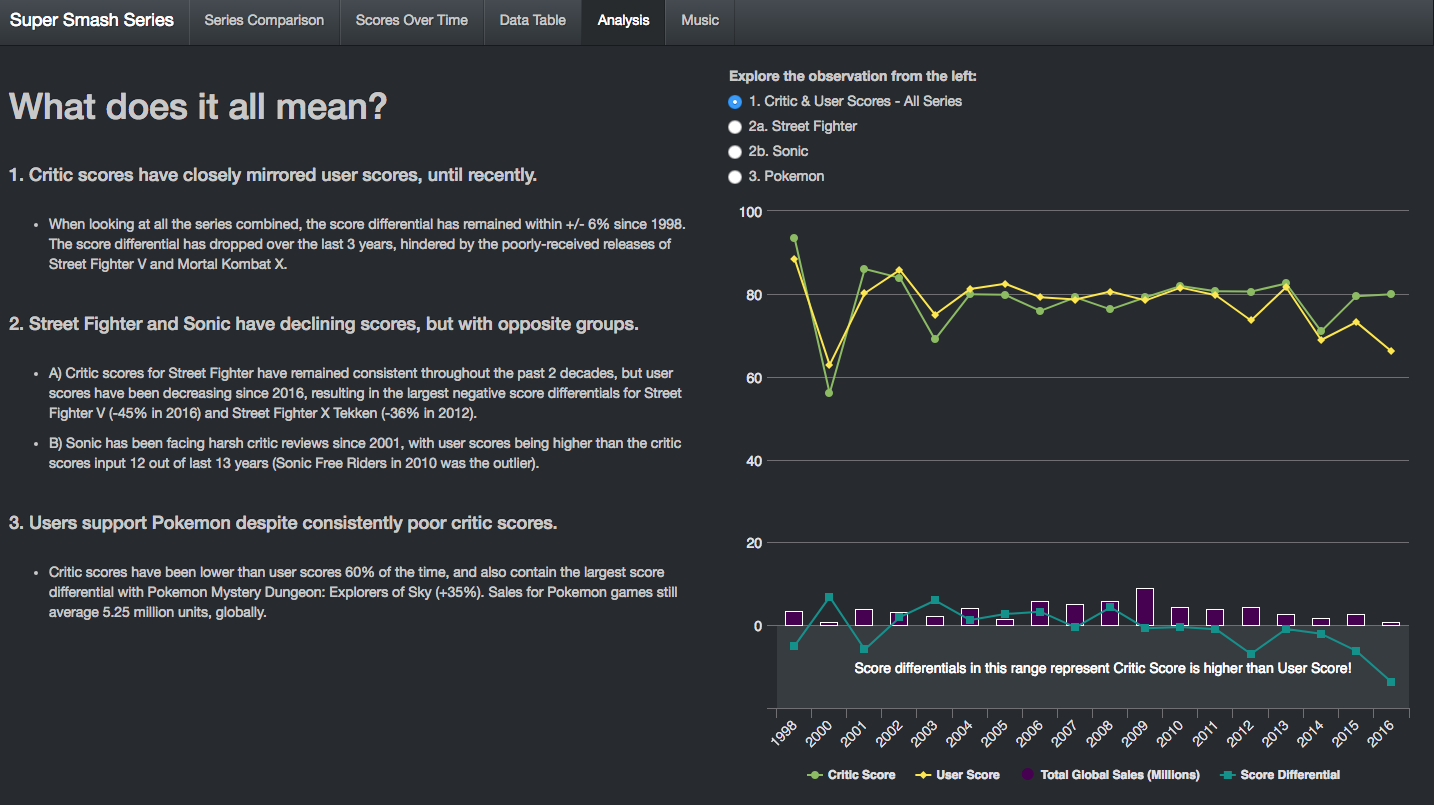 Super Smash Series
Series Comparison
Scores Over Time
Data Table
Analysis
Music
What does it all mean?
1. Critic scores have closely mirrored user scores, until recently.
• When looking at all the series combined, the score differential has remained within +/- 6% since 1998.
The score differential has dropped over the last 3 years, hindered by the poorly-received releases of
Street Fighter V and Mortal Kombat X.
2. Street Fighter and Sonic have declining scores, but with opposite groups.
• A) Critic scores for Street Fighter have remained consistent throughout the past 2 decades, but user
scores have been decreasing since 2016, resulting in the largest negative score differentials for Street
Fighter V (-45% in 2016) and Street Fighter X Tekken (-36% in 2012).
• B) Sonic has been facing harsh critic reviews since 2001, with user scores being higher than the critic
scores input 12 out of last 13 years (Sonic Free Riders in 2010 was the outlier).
3. Users support Pokemon despite consistently poor critic scores.
• Critic scores have been lower than user scores 60% of the time, and also contain the largest score
differential with Pokemon Mystery Dungeon: Explorers of Sky (+35%). Sales for Pokemon games still
average 5.25 million units, globally.
Explore the observation from the left:
1. Critic & User Scores - All Series
2a. Street Fighter
2b. Sonic
3. Pokemon
100
80
60
40
20
0
Score differentials in this range represent Critic Score is higher than User Score!
1998
2000
2001
2002
2003
2004
2005
2006
2007
2008
2009
2010
2011
2012
2013
2014
2015
2016
Critic Score
User Score
Total Global Sales (Millions)
Score Differential